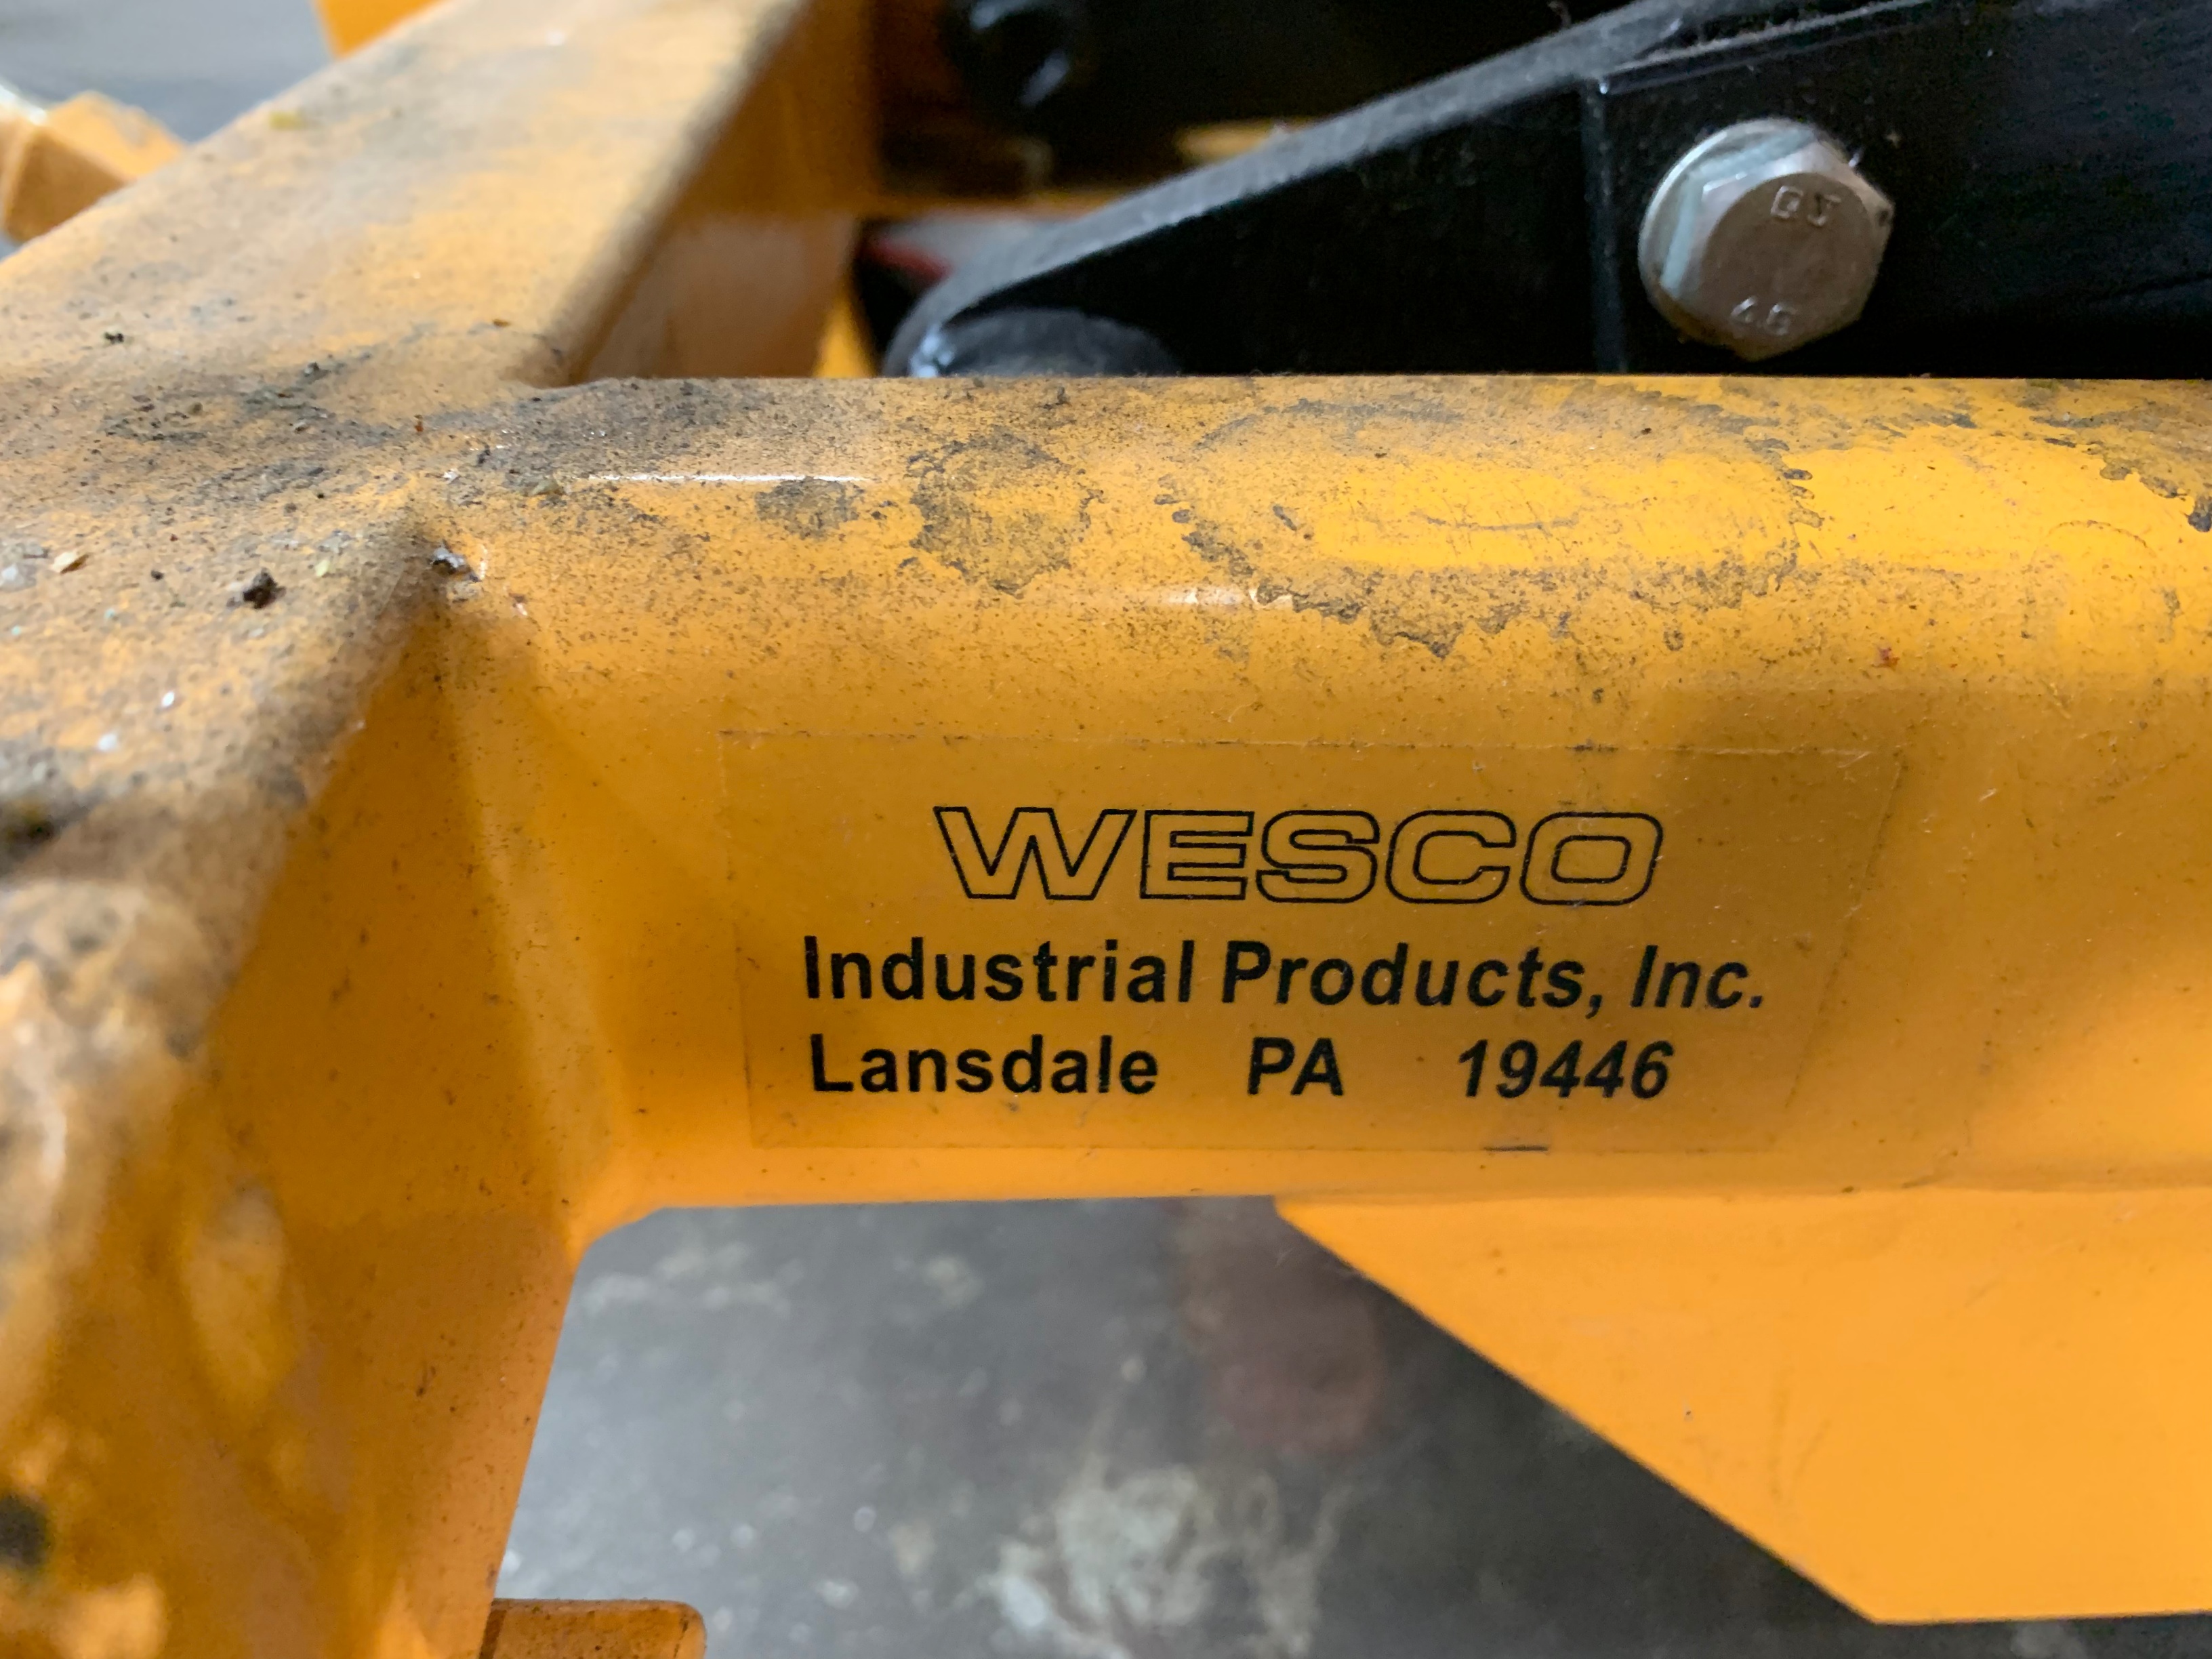 WESCO
Industrial Products, Inc.
Lansdale PA 19446